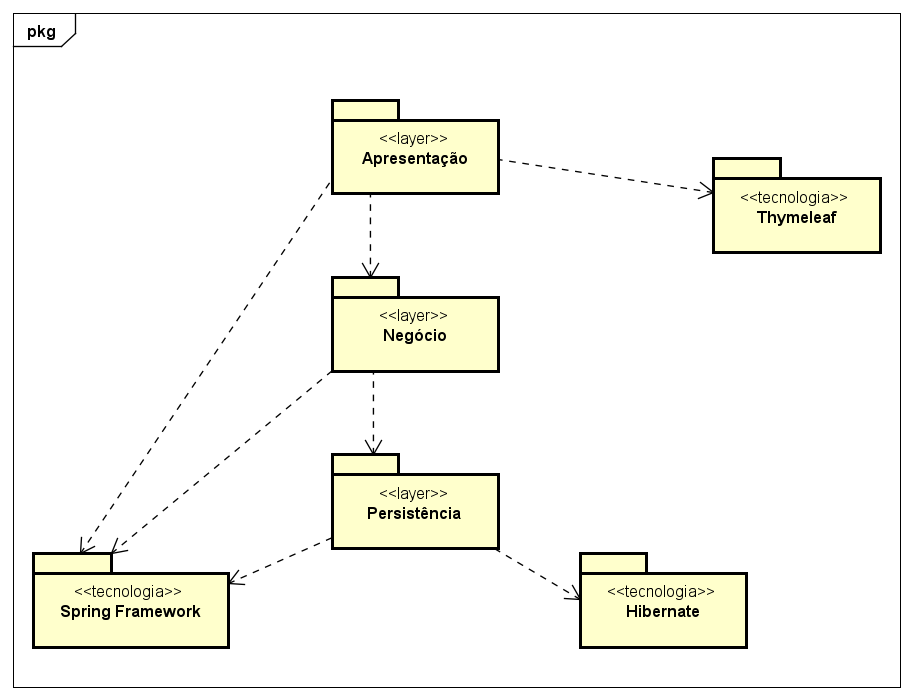 pkg
<<layer>>
Apresentação
<<tecnologia>>
Thymeleaf
<<layer>>
Negócio
<<layer>>
Persistência
<<tecnologia>>
Spring Framework
<<tecnologia>>
Hibernate